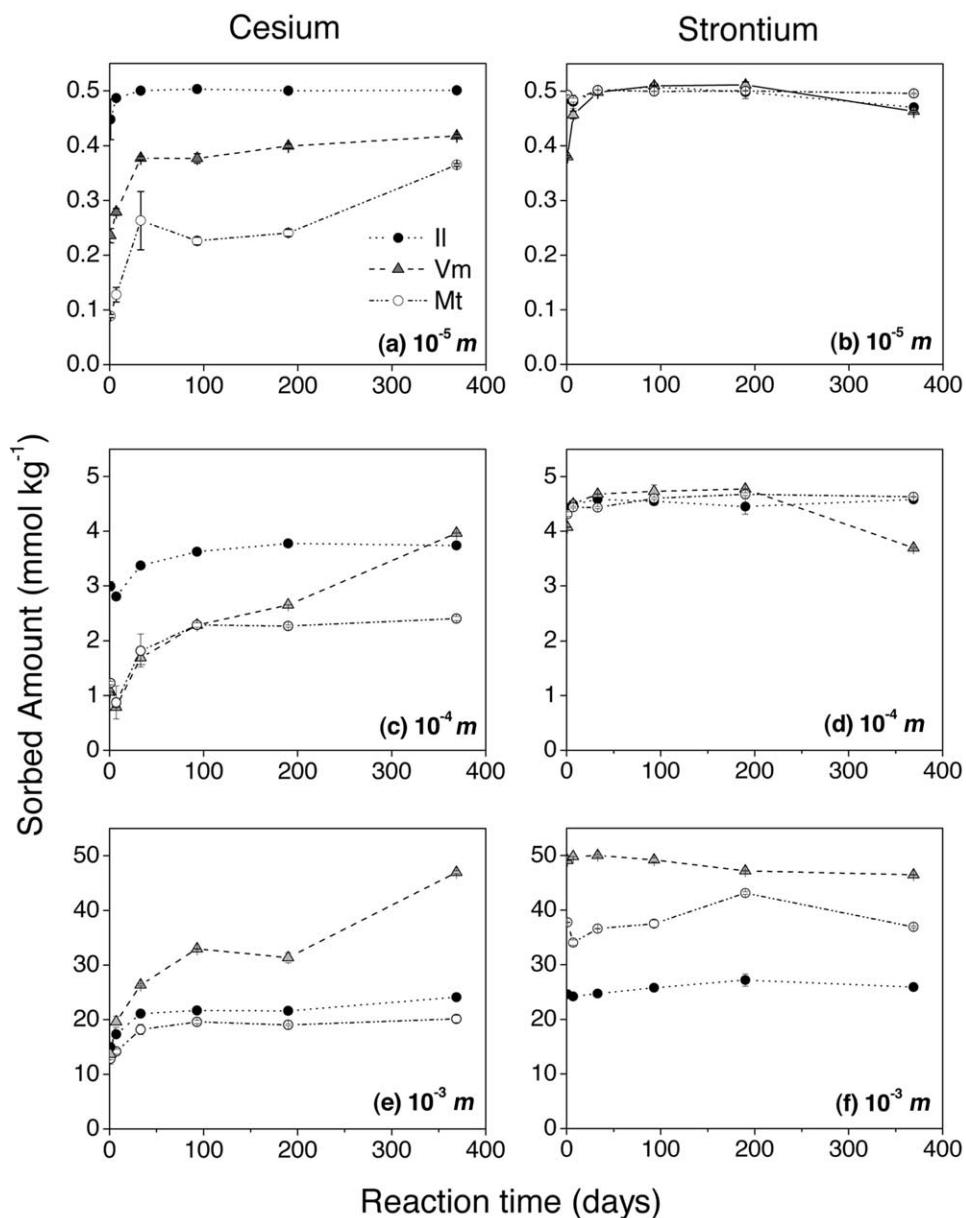 Cesium
Strontium
Sorbed Amount (mmol kg⁻¹)
0.5
0.4
0.3
0.2
0.1
0.0
Il
Vm
Mt
(a) 10⁻⁵ m
0 100 200 300 400
0.5
0.4
0.3
0.2
0.1
0.0
(b) 10⁻⁵ m
0 100 200 300 400
5
4
3
2
1
0
(c) 10⁻⁴ m
0 100 200 300 400
5
4
3
2
1
0
(d) 10⁻⁴ m
0 100 200 300 400
50
40
30
20
10
0
(e) 10⁻³ m
0 100 200 300 400
50
40
30
20
10
0
(f) 10⁻³ m
0 100 200 300 400
Reaction time (days)